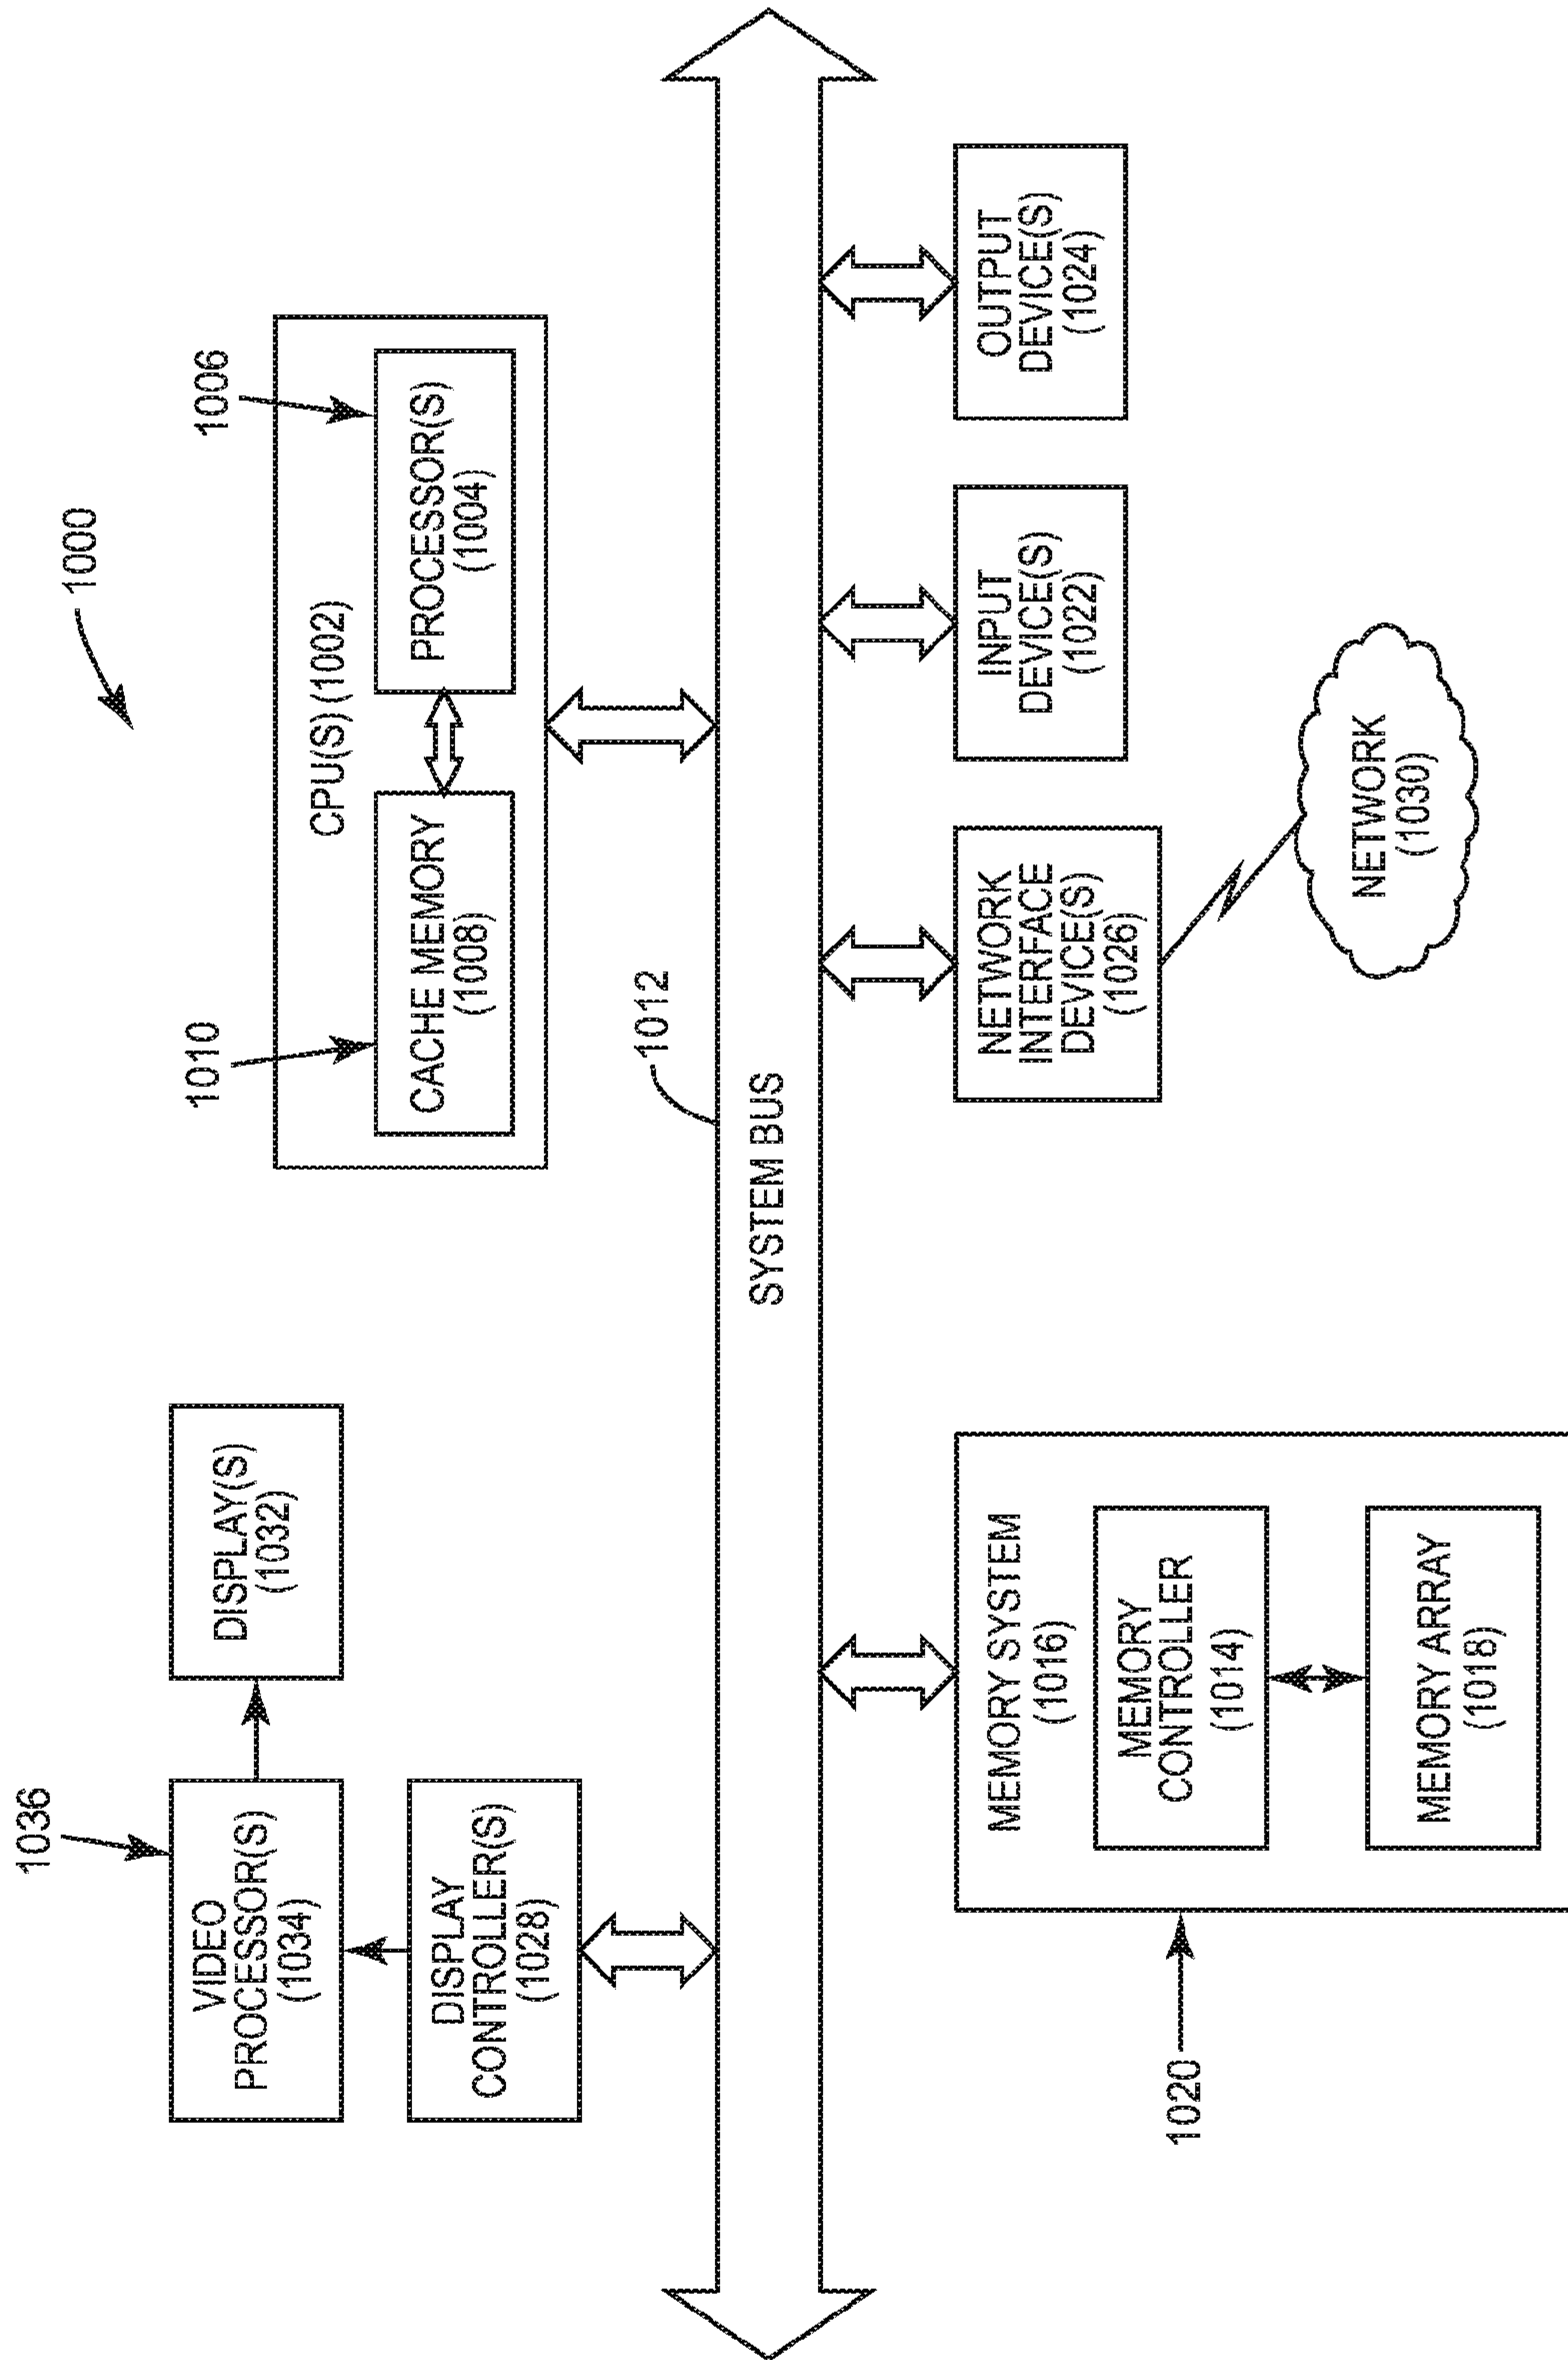 1000
1036
VIDEO
PROCESSOR(S)
(1034)
DISPLAY(S)
(1032)
DISPLAY
CONTROLLER(S)
(1028)
1010
1006
CPU(S) (1002)
CACHE MEMORY
(1008)
PROCESSOR(S)
(1004)
1012
SYSTEM BUS
1020
MEMORY SYSTEM
(1016)
MEMORY
CONTROLLER
(1014)
MEMORY ARRAY
(1018)
NETWORK
INTERFACE
DEVICE(S)
(1026)
INPUT
DEVICE(S)
(1022)
OUTPUT
DEVICE(S)
(1024)
NETWORK
(1030)